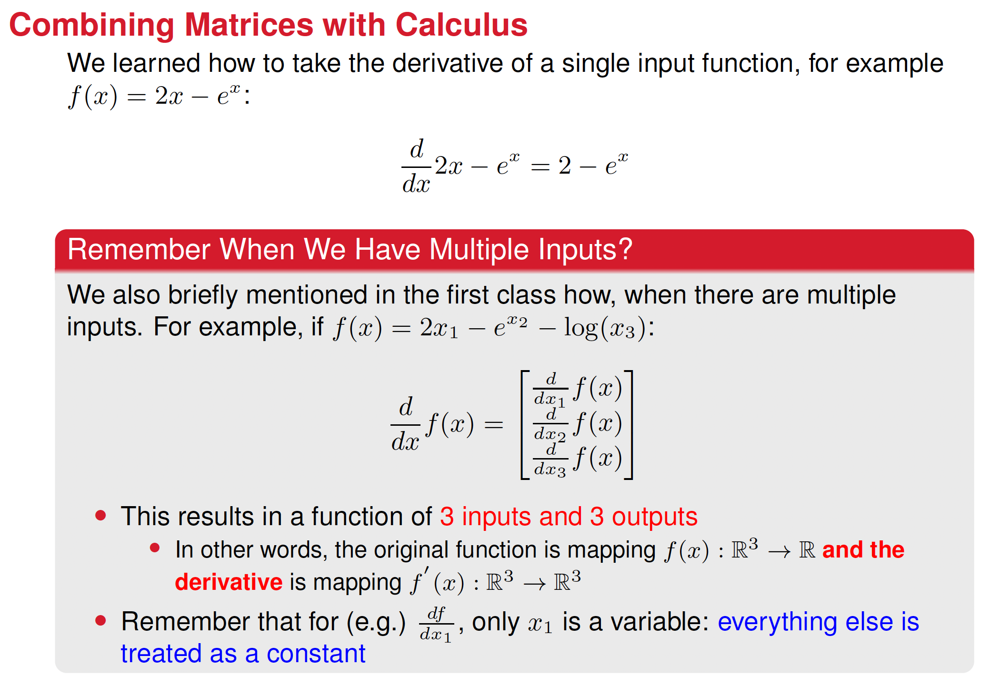 Combining Matrices with Calculus
We learned how to take the derivative of a single input function, for example
$f(x) = 2x - e^x$:
$$\frac{d}{dx} 2x - e^x = 2 - e^x$$
Remember When We Have Multiple Inputs?
We also briefly mentioned in the first class how, when there are multiple
inputs. For example, if $f(x) = 2x_1 - e^{x_2} - \log(x_3)$:
$$\frac{d}{dx} f(x) = \begin{bmatrix} \frac{d}{dx_1} f(x) \\ \frac{d}{dx_2} f(x) \\ \frac{d}{dx_3} f(x) \end{bmatrix}$$
• This results in a function of 3 inputs and 3 outputs
• In other words, the original function is mapping $f(x) : \mathbb{R}^3 \to \mathbb{R}$ and the
derivative is mapping $f'(x) : \mathbb{R}^3 \to \mathbb{R}^3$
• Remember that for (e.g.) $\frac{df}{dx_1}$, only $x_1$ is a variable: everything else is
treated as a constant